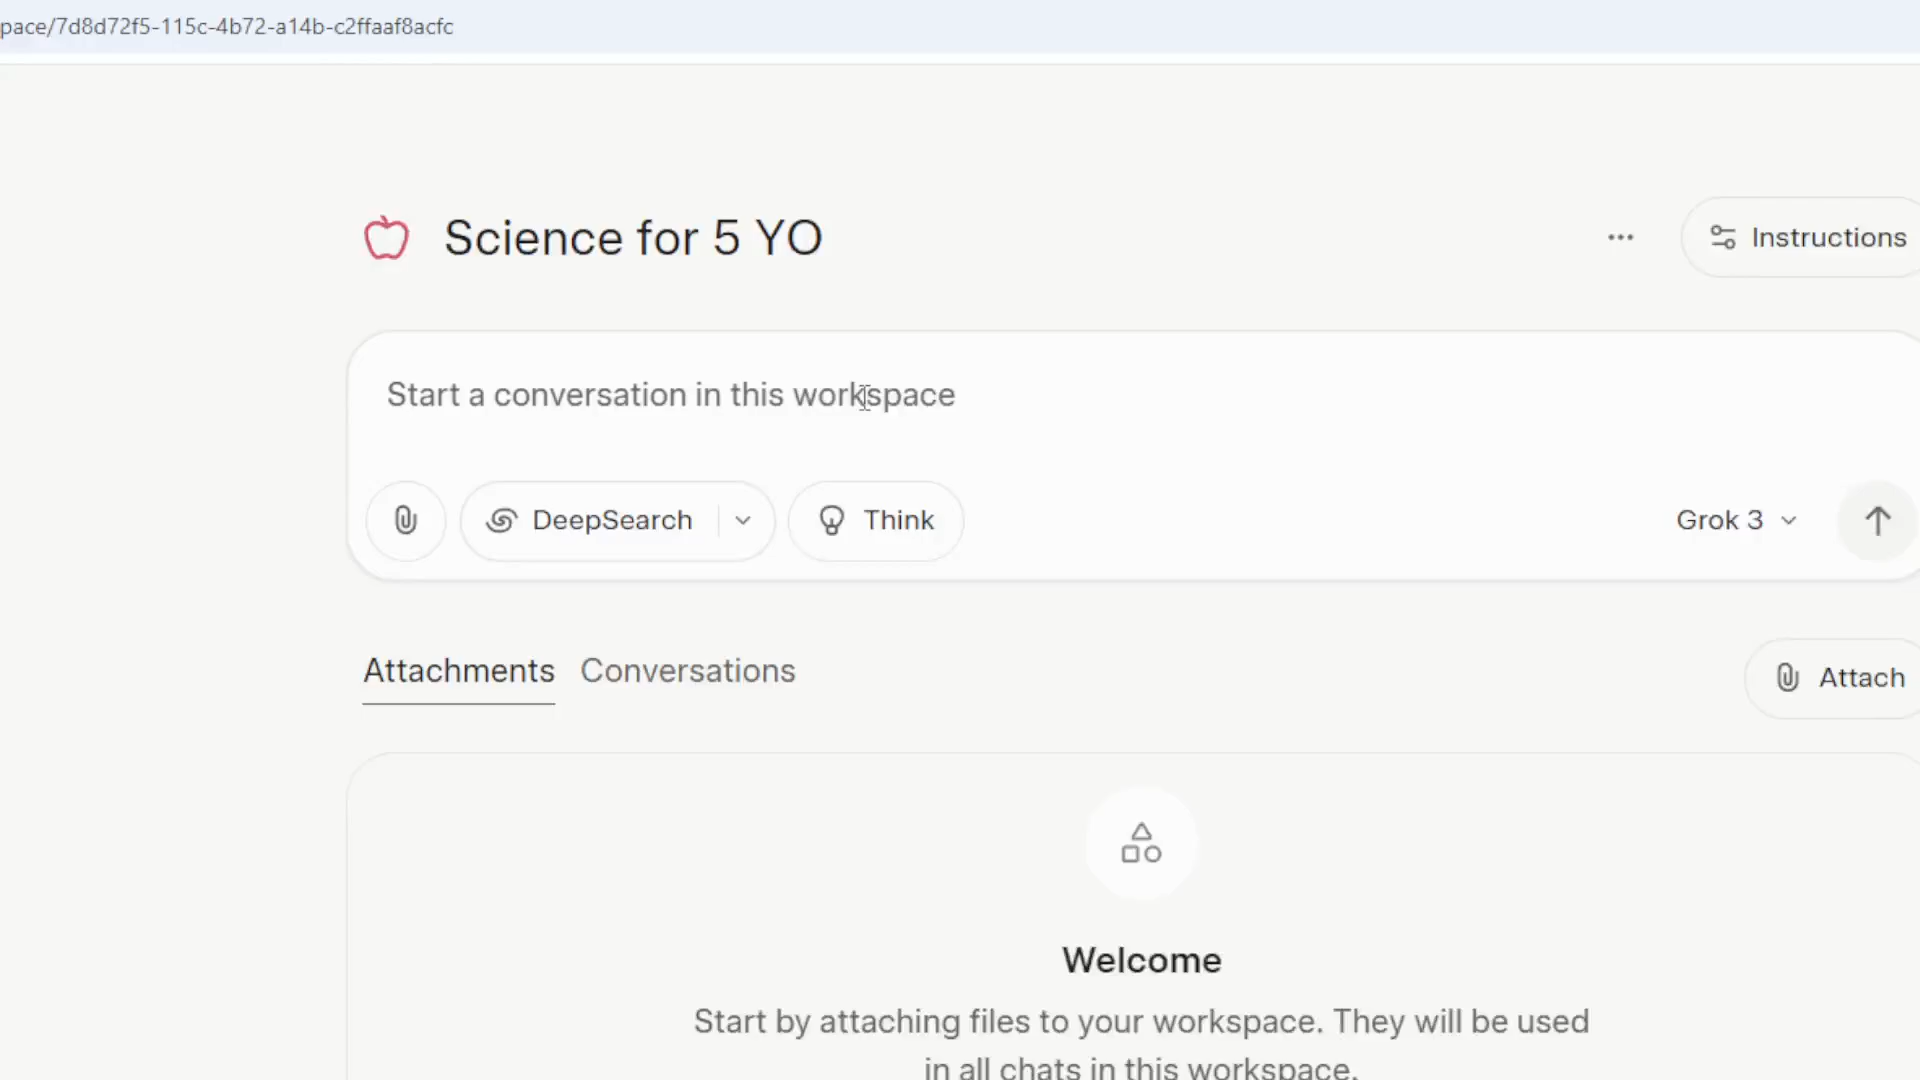 pace/7d8d72f5-115c-4b72-a14b-c2ffaaf8acfc
Science for 5 YO
Instructions
Start a conversation in this workspace
DeepSearch
Think
Grok 3
Attachments
Conversations
Attach
Welcome
Start by attaching files to your workspace. They will be used
in all chats in this workspace.